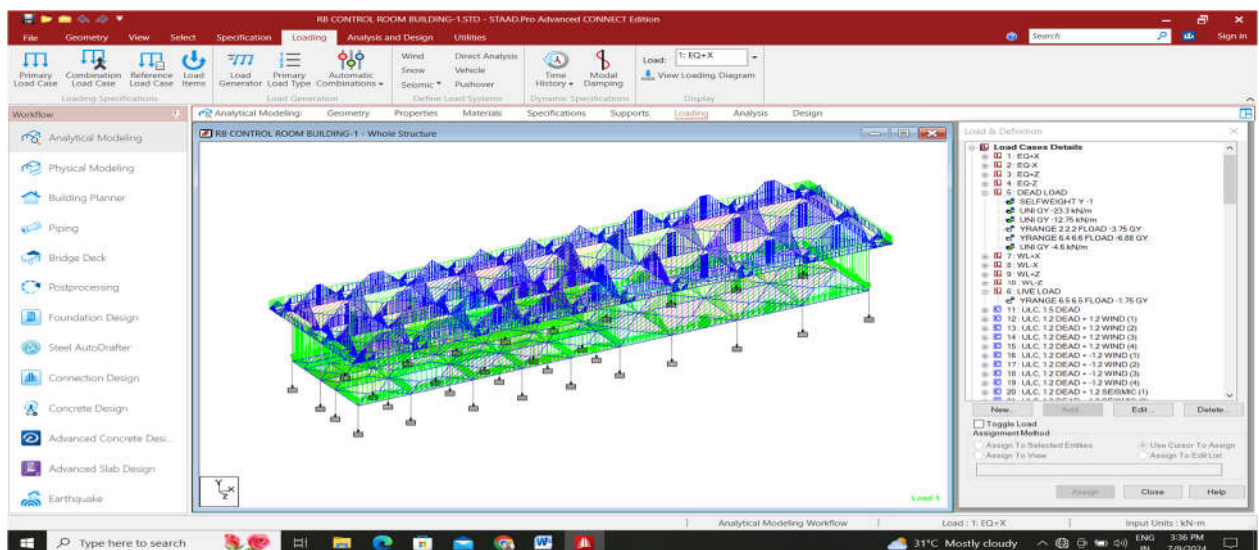 RB CONTROL ROOM BUILDING-1.STD - STAAD.Pro Advanced CONNECT Edition
File Geometry View Select Specification Loading Analysis and Design Utilities Search Sign in
Primary Load Case
Combination Load Case
Reference Load Case
Load Items
Loading Specifications
Load Generator
Primary Load Type
Automatic Combinations
Load Generation
Wind
Snow
Seismic
Direct Analysis
Vehicle
Pushover
Define Load Systems
Time History
Modal Damping
Dynamic Specifications
Load: 1: EQ+X
View Loading Diagram
Display
Workflow
Analytical Modeling: Geometry Properties Materials Specifications Supports Loading Analysis Design
Analytical Modeling
Physical Modeling
Building Planner
Piping
Bridge Deck
Postprocessing
Foundation Design
Steel AutoDrafter
Connection Design
Concrete Design
Advanced Concrete Desi...
Advanced Slab Design
Earthquake
RB CONTROL ROOM BUILDING-1 - Whole Structure
Y
X
Z
Load 5
Load & Definition
Load Cases Details
1 : EQ+X
2 : EQ-X
3 : EQ+Z
4 : EQ-Z
5 : DEAD LOAD
SELFWEIGHT Y -1
UNI GY -23.3 kN/m
UNI GY -12.75 kN/m
YRANGE 2.2 2.2 FLOAD -3.75 GY
YRANGE 6.4 6.6 FLOAD -6.88 GY
UNI GY -4.6 kN/m
7 : WL+X
8 : WL-X
9 : WL+Z
10 : WL-Z
6 : LIVE LOAD
YRANGE 6.5 6.5 FLOAD -1.75 GY
11 : ULC, 1.5 DEAD
12 : ULC, 1.2 DEAD + 1.2 WIND (1)
13 : ULC, 1.2 DEAD + 1.2 WIND (2)
14 : ULC, 1.2 DEAD + 1.2 WIND (3)
15 : ULC, 1.2 DEAD + 1.2 WIND (4)
16 : ULC, 1.2 DEAD + -1.2 WIND (1)
17 : ULC, 1.2 DEAD + -1.2 WIND (2)
18 : ULC, 1.2 DEAD + -1.2 WIND (3)
19 : ULC, 1.2 DEAD + -1.2 WIND (4)
20 : ULC, 1.2 DEAD + 1.2 SEISMIC (1)
New... Add... Edit... Delete...
Toggle Load
Assignment Method
Assign To Selected Entities Use Cursor To Assign
Assign To View Assign To Edit List
Assign Close Help
Analytical Modeling Workflow Load : 1: EQ+X Input Units : kN-m
Type here to search 31°C Mostly cloudy ENG 3:36 PM
IN 7/9/2024